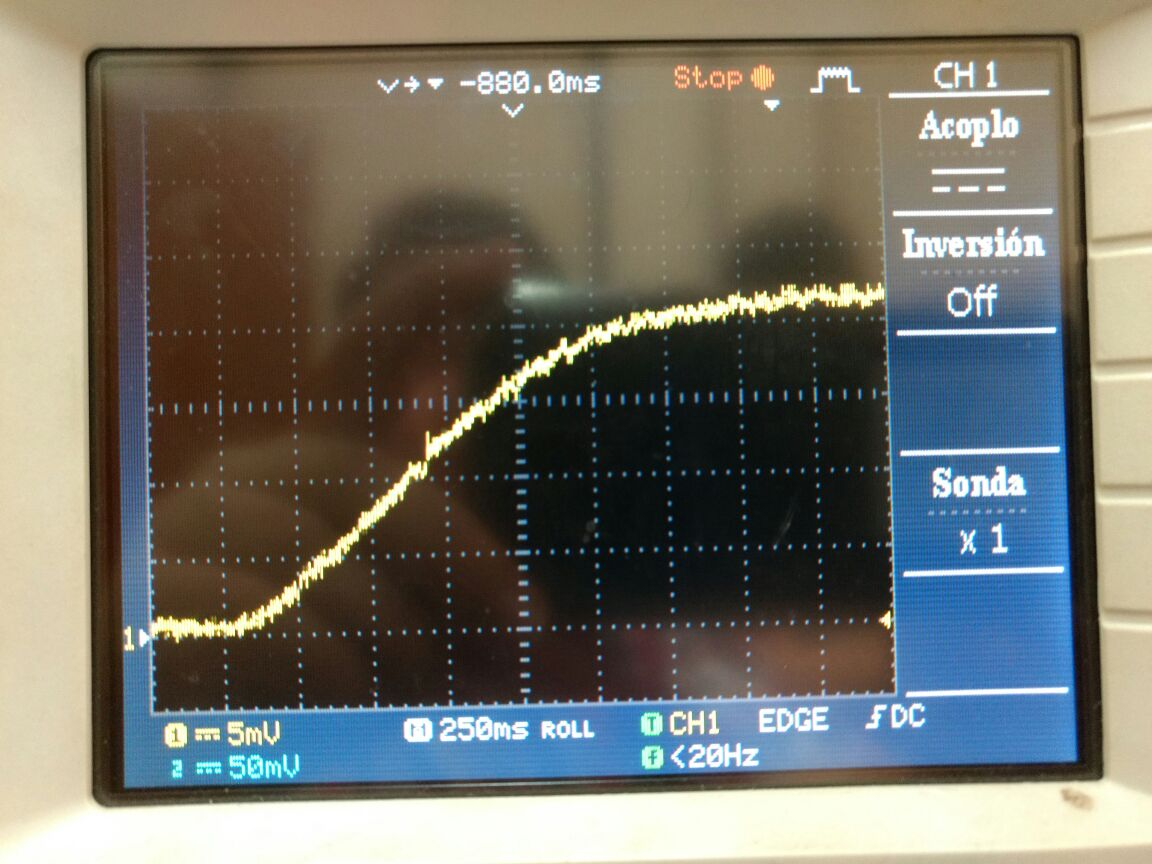 -880.0ms Stop CH 1
Acoplo
Inversión
Off
Sonda
x 1
1
1 5mV M 250ms ROLL T CH1 EDGE DC
2 50mV f <20Hz